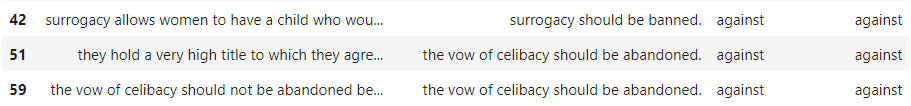 42 surrogacy allows women to have a child who wou... surrogacy should be banned. against against
51 they hold a very high title to which they agre... the vow of celibacy should be abandoned. against against
59 the vow of celibacy should not be abandoned be... the vow of celibacy should be abandoned. against against